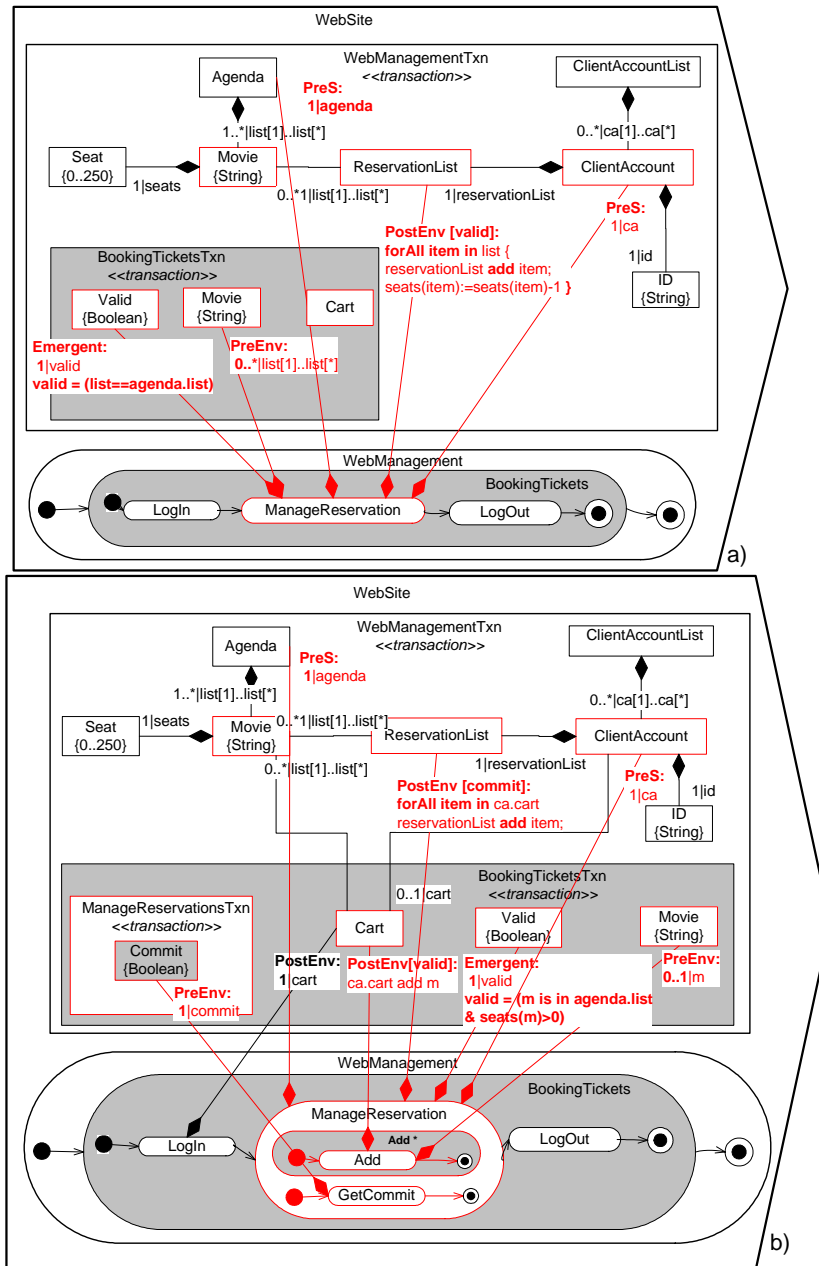 WebSite
WebManagementTxn
<<transaction>>
Agenda
PreS:
1|agenda
ClientAccountList
1..*|list[1]..list[*]
0..*|ca[1]..ca[*]
Seat
{0..250}
1|seats
Movie
{String}
0..*1|list[1]..list[*]
ReservationList
1|reservationList
ClientAccount
PreS:
1|ca
PostEnv [valid]:
forAll item in list {
reservationList add item;
seats(item):=seats(item)-1 }
1|id
ID
{String}
BookingTicketsTxn
<<transaction>>
Valid
{Boolean}
Movie
{String}
Cart
Emergent:
1|valid
valid = (list==agenda.list)
PreEnv:
0..*|list[1]..list[*]
WebManagement
BookingTickets
LogIn
ManageReservation
LogOut
a)
WebSite
WebManagementTxn
<<transaction>>
Agenda
PreS:
1|agenda
ClientAccountList
1..*|list[1]..list[*]
0..*|ca[1]..ca[*]
Seat
{0..250}
1|seats
Movie
{String}
0..*1|list[1]..list[*]
ReservationList
ClientAccount
0..*|list[1]..list[*]
1|reservationList
PreS:
1|ca
PostEnv [commit]:
forAll item in ca.cart
reservationList add item;
1|id
ID
{String}
BookingTicketsTxn
<<transaction>>
0..1|cart
ManageReservationsTxn
<<transaction>>
Commit
{Boolean}
PreEnv:
1|commit
Cart
PostEnv:
1|cart
PostEnv[valid]:
ca.cart add m
Valid
{Boolean}
Emergent:
1|valid
valid = (m is in agenda.list
& seats(m)>0)
Movie
{String}
PreEnv:
0..1|m
WebManagement
BookingTickets
ManageReservation
LogIn
Add *
Add
GetCommit
LogOut
b)